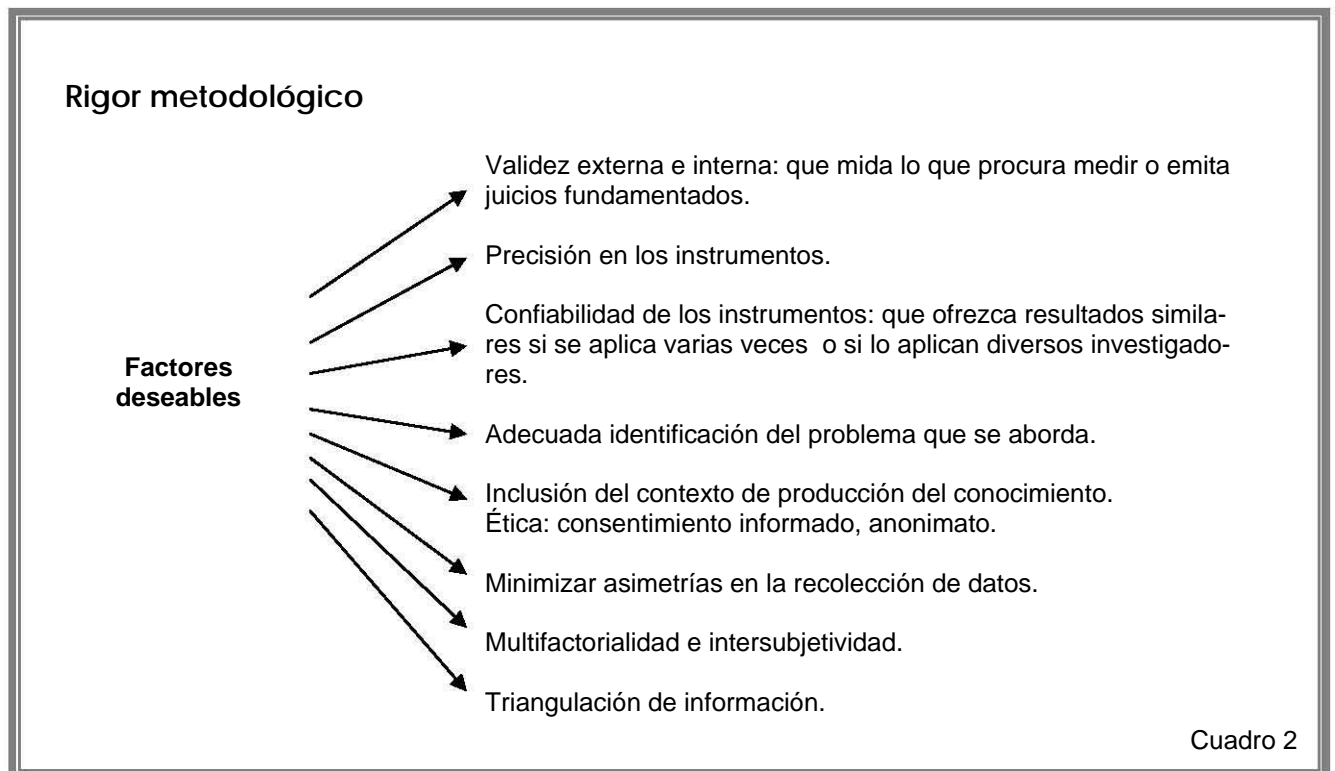 Rigor metodológico
Validez externa e interna: que mida lo que procura medir o emita
juicios fundamentados.
Precisión en los instrumentos.
Confiabilidad de los instrumentos: que ofrezca resultados simila-
res si se aplica varias veces o si lo aplican diversos investigado-
res.
Factores
deseables
Adecuada identificación del problema que se aborda.
Inclusión del contexto de producción del conocimiento.
Ética: consentimiento informado, anonimato.
Minimizar asimetrías en la recolección de datos.
Multifactorialidad e intersubjetividad.
Triangulación de información.
Cuadro 2